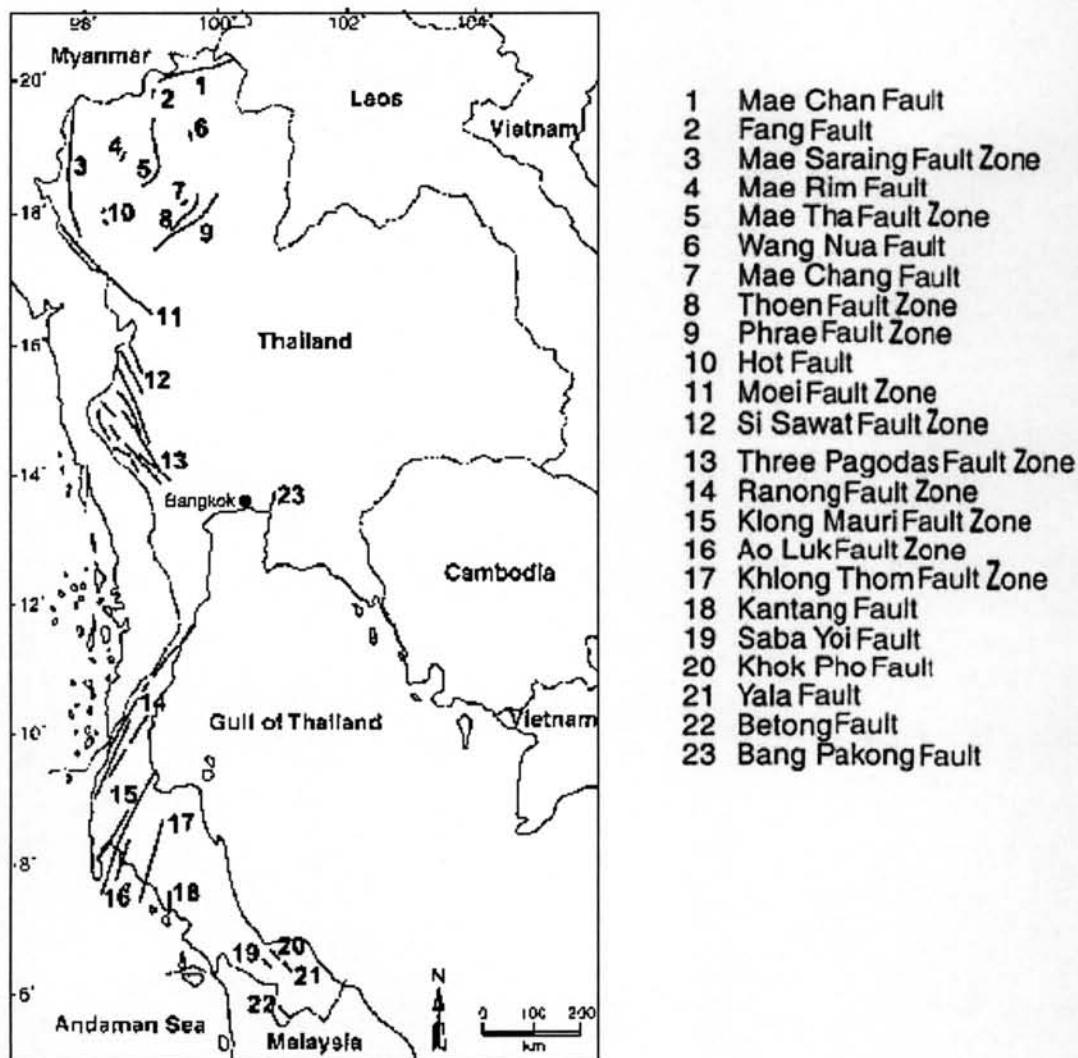 98° 100° 102° 104°
Myanmar
20°
1
2
Laos
Vietnam
6
4
3
5
7
18°
10
8
9
11
16°
Thailand
12
14°
13
Bangkok
23
Cambodia
12°
14
10°
Gulf of Thailand
Vietnam
15
17
8°
16
18
20
19
21
N
6°
22
Andaman Sea
Malaysia
0 100 200
km
1 Mae Chan Fault
2 Fang Fault
3 Mae Saraing Fault Zone
4 Mae Rim Fault
5 Mae Tha Fault Zone
6 Wang Nua Fault
7 Mae Chang Fault
8 Thoen Fault Zone
9 Phrae Fault Zone
10 Hot Fault
11 Moei Fault Zone
12 Si Sawat Fault Zone
13 Three Pagodas Fault Zone
14 Ranong Fault Zone
15 Klong Mauri Fault Zone
16 Ao Luk Fault Zone
17 Khlong Thom Fault Zone
18 Kantang Fault
19 Saba Yoi Fault
20 Khok Pho Fault
21 Yala Fault
22 Betong Fault
23 Bang Pakong Fault